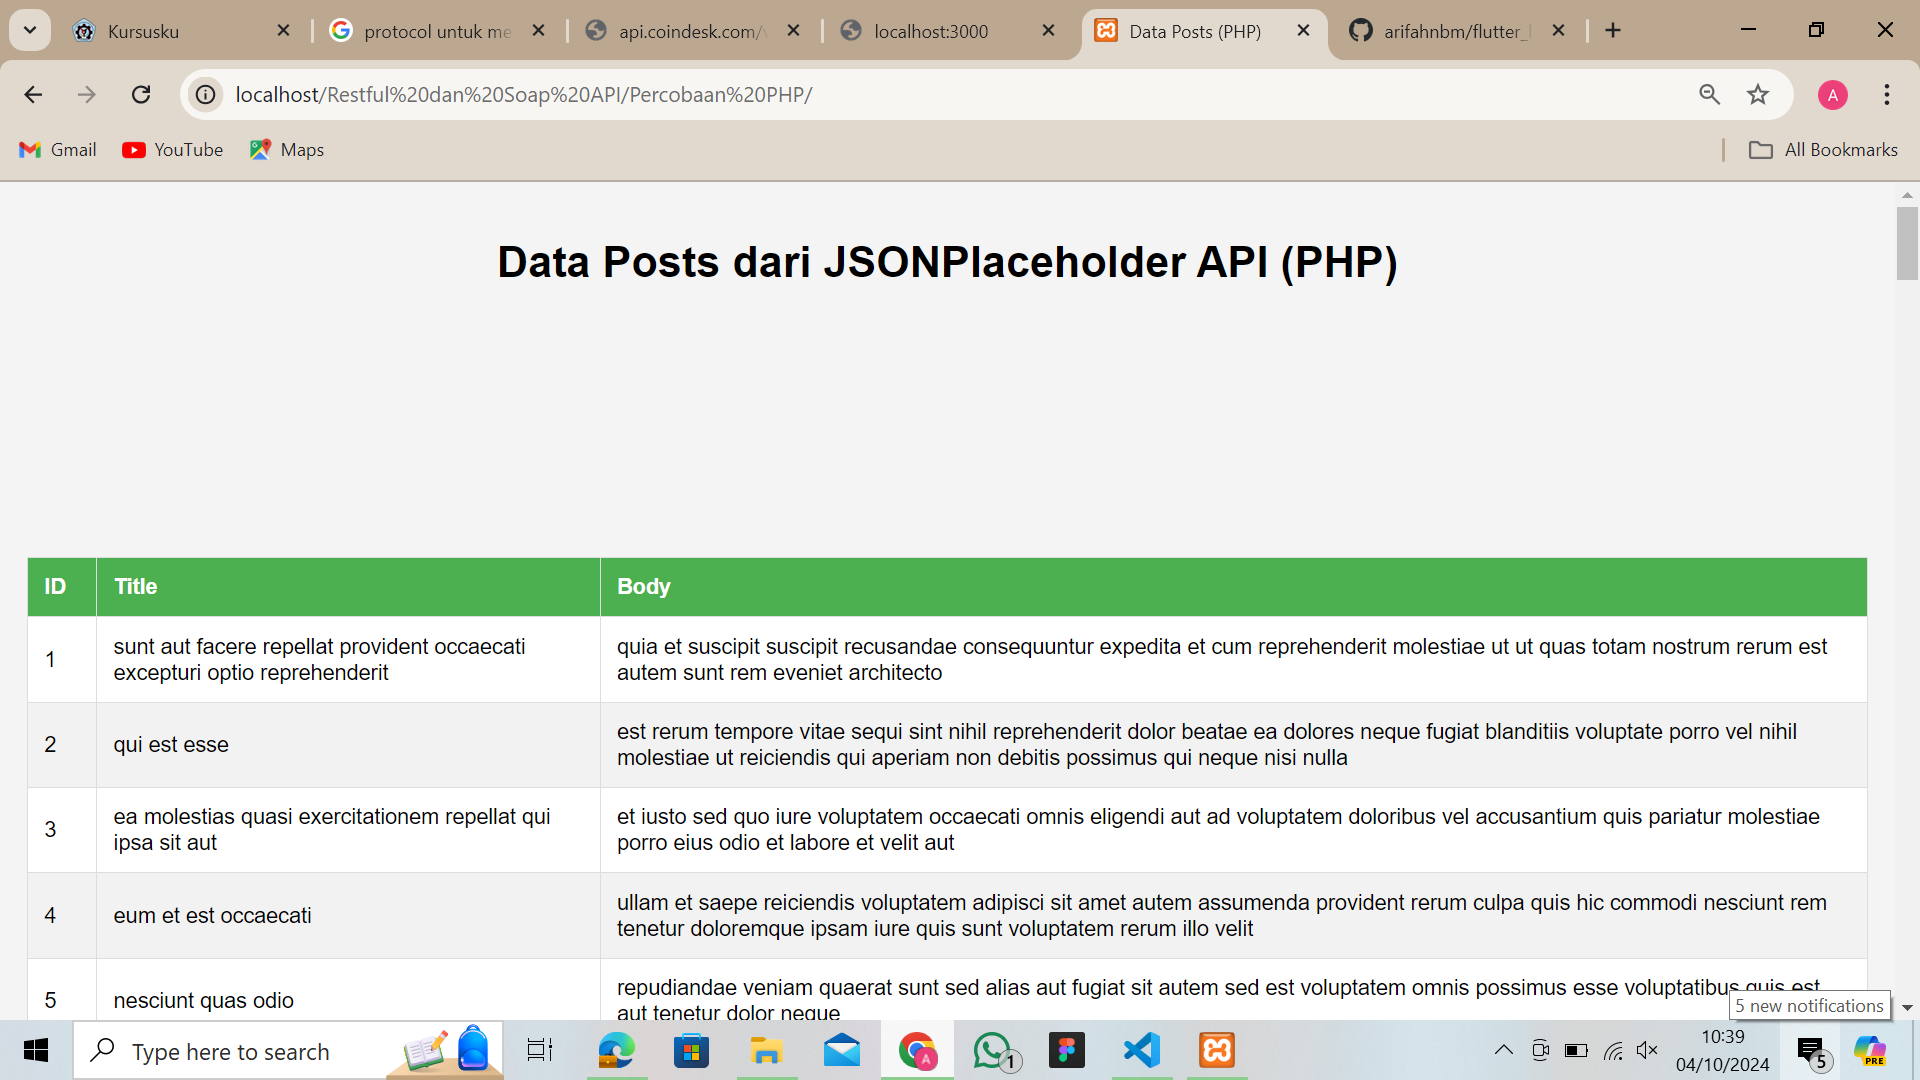 Kursusku
protocol untuk me
api.coindesk.com/v
localhost:3000
Data Posts (PHP)
arifahnbm/flutter_
localhost/Restful%20dan%20Soap%20API/Percobaan%20PHP/
A
Gmail
YouTube
Maps
All Bookmarks
Data Posts dari JSONPlaceholder API (PHP)
ID Title Body
1 sunt aut facere repellat provident occaecati excepturi optio reprehenderit
quia et suscipit suscipit recusandae consequuntur expedita et cum reprehenderit molestiae ut ut quas totam nostrum rerum est
autem sunt rem eveniet architecto
2 qui est esse
est rerum tempore vitae sequi sint nihil reprehenderit dolor beatae ea dolores neque fugiat blanditiis voluptate porro vel nihil
molestiae ut reiciendis qui aperiam non debitis possimus qui neque nisi nulla
3 ea molestias quasi exercitationem repellat qui
ipsa sit aut
et iusto sed quo iure voluptatem occaecati omnis eligendi aut ad voluptatem doloribus vel accusantium quis pariatur molestiae
porro eius odio et labore et velit aut
4 eum et est occaecati
ullam et saepe reiciendis voluptatem adipisci sit amet autem assumenda provident rerum culpa quis hic commodi nesciunt rem
tenetur doloremque ipsam iure quis sunt voluptatem rerum illo velit
5 nesciunt quas odio
repudiandae veniam quaerat sunt sed alias aut fugiat sit autem sed est voluptatem omnis possimus esse voluptatibus quis est
aut tenetur dolor neque
5 new notifications
Type here to search
A
1
10:39
04/10/2024
5
PRE